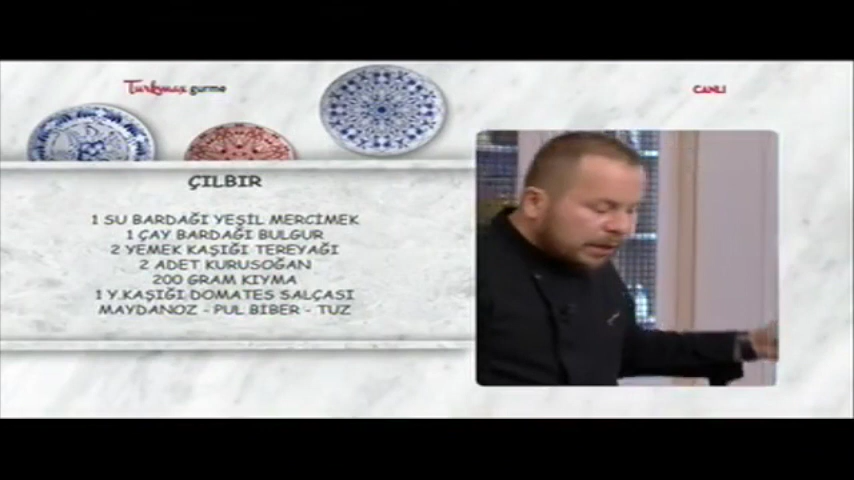 Turkmax gurme
CANLI
ÇILBIR
1 SU BARDAĞI YEŞİL MERCİMEK
1 ÇAY BARDAĞI BULGUR
2 YEMEK KAŞIĞI TEREYAĞI
2 ADET KURUSOĞAN
200 GRAM KIYMA
1 Y.KAŞIĞI DOMATES SALÇASI
MAYDANOZ - PUL BİBER - TUZ